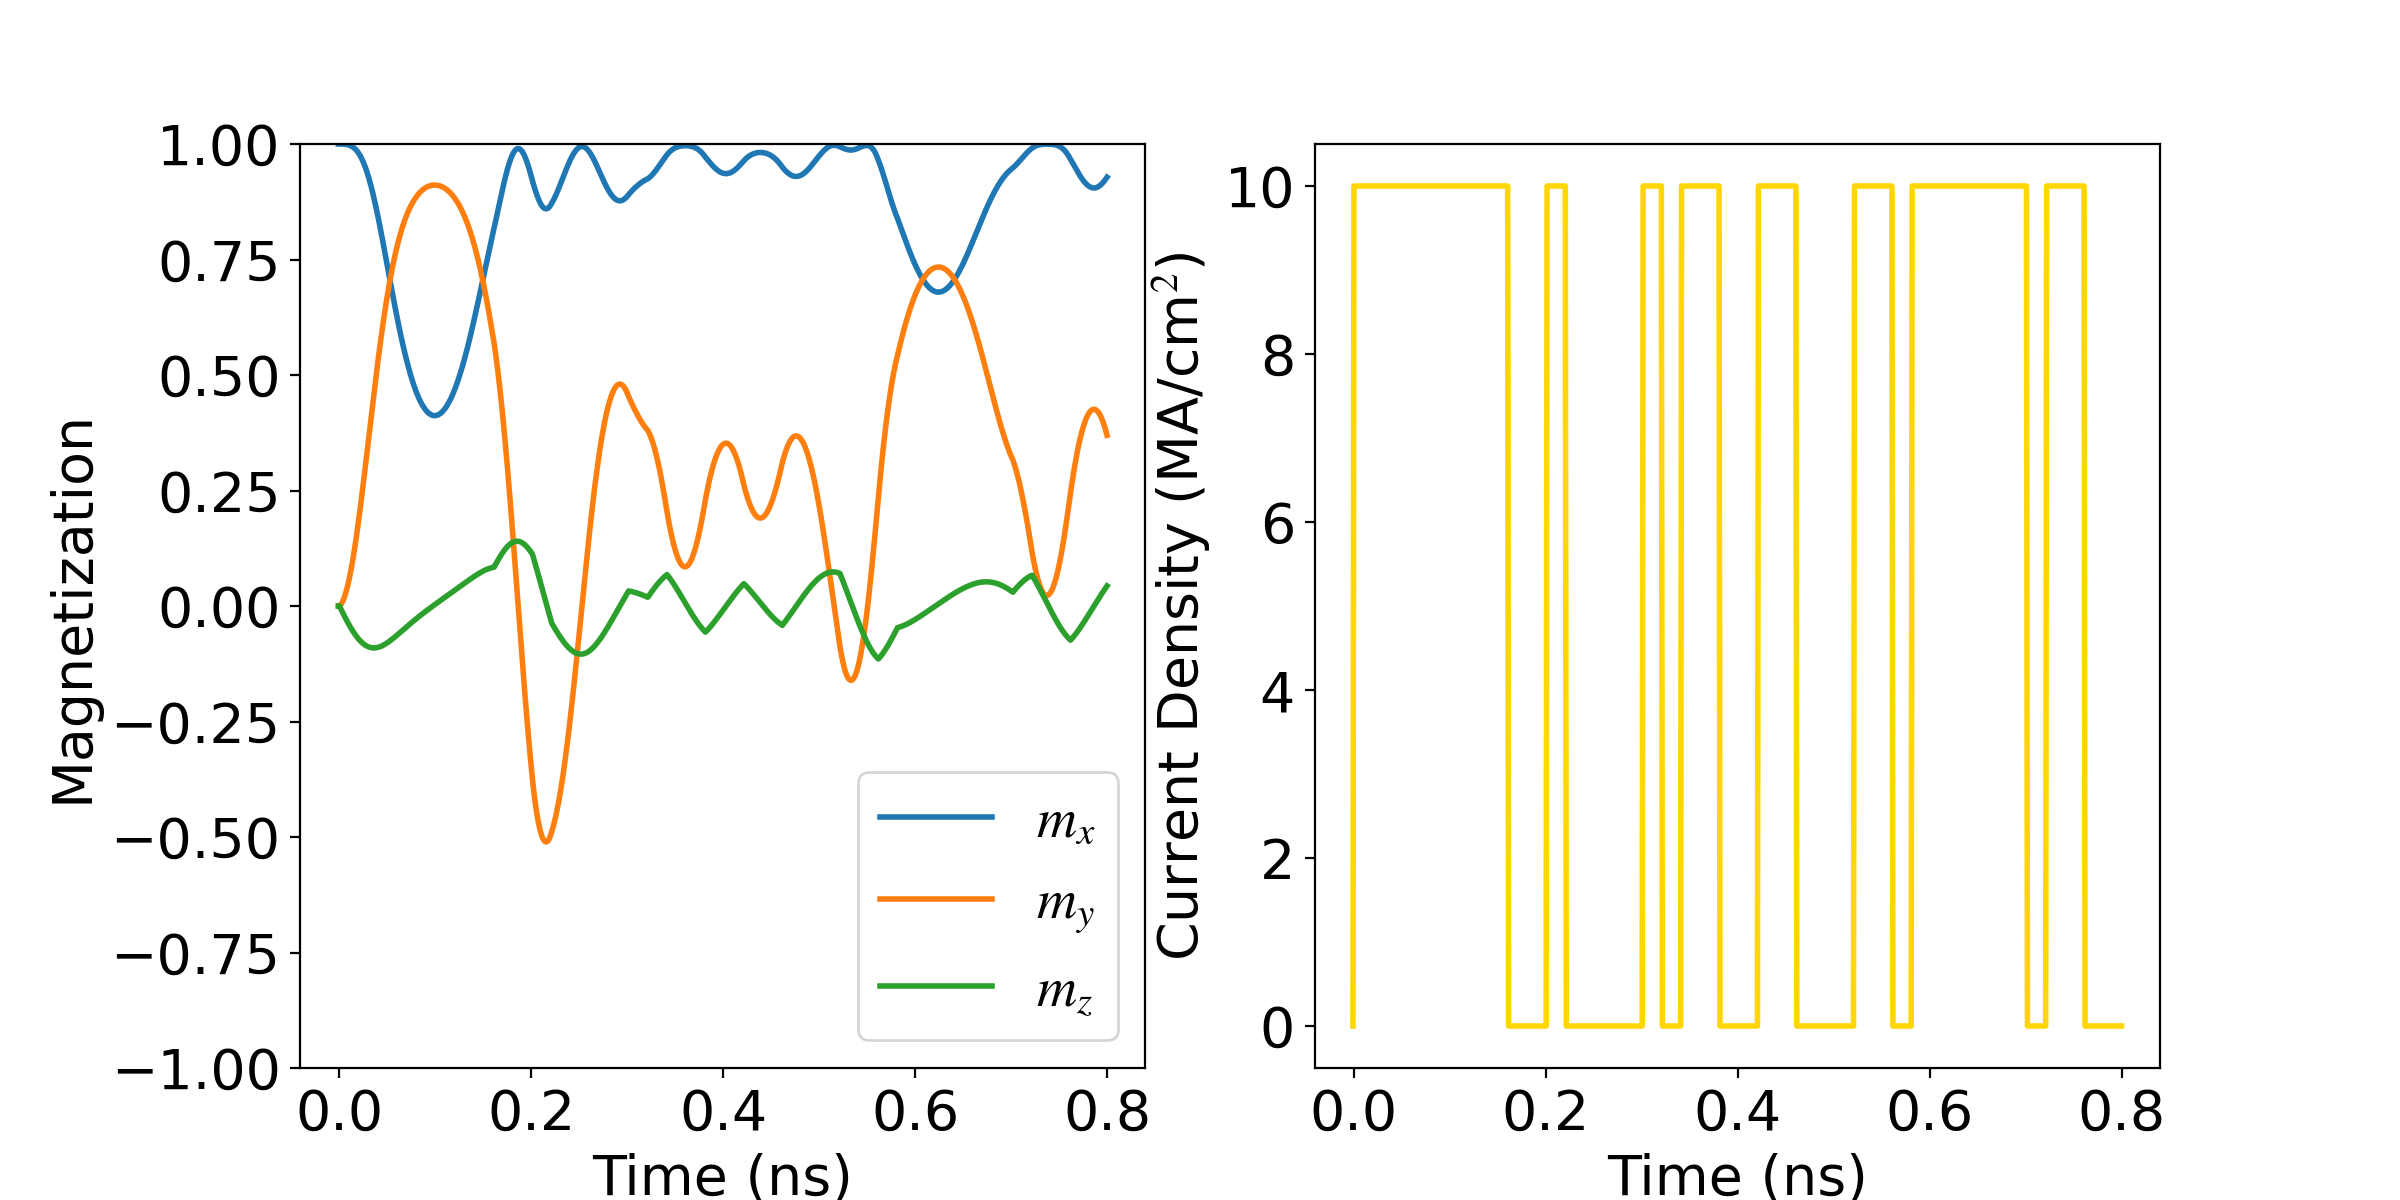 Magnetization
1.00
0.75
0.50
0.25
0.00
−0.25
−0.50
−0.75
−1.00
0.0 0.2 0.4 0.6 0.8
Time (ns)
m_x
m_y
m_z
Current Density (MA/cm²)
10
8
6
4
2
0
0.0 0.2 0.4 0.6 0.8
Time (ns)